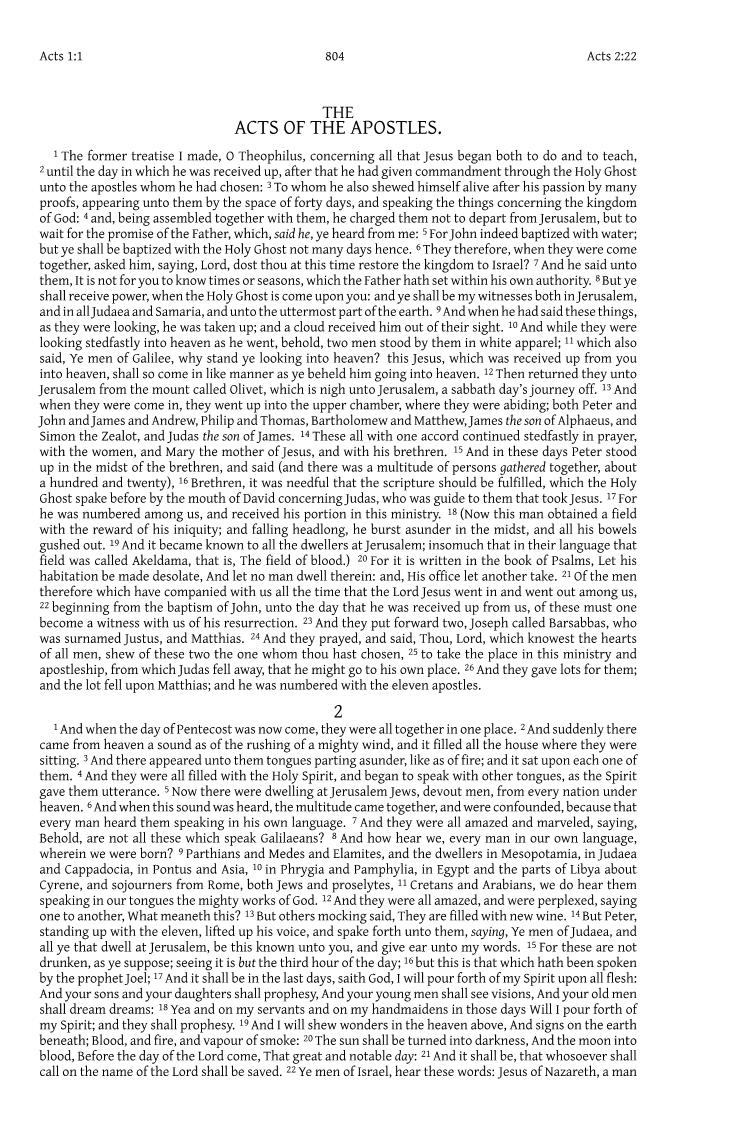 Acts 1:1 804 Acts 2:22
THE
ACTS OF THE APOSTLES.
1 The former treatise I made, O Theophilus, concerning all that Jesus began both to do and to teach,
2 until the day in which he was received up, after that he had given commandment through the Holy Ghost
unto the apostles whom he had chosen: 3 To whom he also shewed himself alive after his passion by many
proofs, appearing unto them by the space of forty days, and speaking the things concerning the kingdom
of God: 4 and, being assembled together with them, he charged them not to depart from Jerusalem, but to
wait for the promise of the Father, which, said he, ye heard from me: 5 For John indeed baptized with water;
but ye shall be baptized with the Holy Ghost not many days hence. 6 They therefore, when they were come
together, asked him, saying, Lord, dost thou at this time restore the kingdom to Israel? 7 And he said unto
them, It is not for you to know times or seasons, which the Father hath set within his own authority. 8 But ye
shall receive power, when the Holy Ghost is come upon you: and ye shall be my witnesses both in Jerusalem,
and in all Judaea and Samaria, and unto the uttermost part of the earth. 9 And when he had said these things,
as they were looking, he was taken up; and a cloud received him out of their sight. 10 And while they were
looking stedfastly into heaven as he went, behold, two men stood by them in white apparel; 11 which also
said, Ye men of Galilee, why stand ye looking into heaven? this Jesus, which was received up from you
into heaven, shall so come in like manner as ye beheld him going into heaven. 12 Then returned they unto
Jerusalem from the mount called Olivet, which is nigh unto Jerusalem, a sabbath day's journey off. 13 And
when they were come in, they went up into the upper chamber, where they were abiding; both Peter and
John and James and Andrew, Philip and Thomas, Bartholomew and Matthew, James the son of Alphaeus, and
Simon the Zealot, and Judas the son of James. 14 These all with one accord continued stedfastly in prayer,
with the women, and Mary the mother of Jesus, and with his brethren. 15 And in these days Peter stood
up in the midst of the brethren, and said (and there was a multitude of persons gathered together, about
a hundred and twenty), 16 Brethren, it was needful that the scripture should be fulfilled, which the Holy
Ghost spake before by the mouth of David concerning Judas, who was guide to them that took Jesus. 17 For
he was numbered among us, and received his portion in this ministry. 18 (Now this man obtained a field
with the reward of his iniquity; and falling headlong, he burst asunder in the midst, and all his bowels
gushed out. 19 And it became known to all the dwellers at Jerusalem; insomuch that in their language that
field was called Akeldama, that is, The field of blood.) 20 For it is written in the book of Psalms, Let his
habitation be made desolate, And let no man dwell therein: and, His office let another take. 21 Of the men
therefore which have companied with us all the time that the Lord Jesus went in and went out among us,
22 beginning from the baptism of John, unto the day that he was received up from us, of these must one
become a witness with us of his resurrection. 23 And they put forward two, Joseph called Barsabbas, who
was surnamed Justus, and Matthias. 24 And they prayed, and said, Thou, Lord, which knowest the hearts
of all men, shew of these two the one whom thou hast chosen, 25 to take the place in this ministry and
apostleship, from which Judas fell away, that he might go to his own place. 26 And they gave lots for them;
and the lot fell upon Matthias; and he was numbered with the eleven apostles.
2
1 And when the day of Pentecost was now come, they were all together in one place. 2 And suddenly there
came from heaven a sound as of the rushing of a mighty wind, and it filled all the house where they were
sitting. 3 And there appeared unto them tongues parting asunder, like as of fire; and it sat upon each one of
them. 4 And they were all filled with the Holy Spirit, and began to speak with other tongues, as the Spirit
gave them utterance. 5 Now there were dwelling at Jerusalem Jews, devout men, from every nation under
heaven. 6 And when this sound was heard, the multitude came together, and were confounded, because that
every man heard them speaking in his own language. 7 And they were all amazed and marveled, saying,
Behold, are not all these which speak Galilaeans? 8 And how hear we, every man in our own language,
wherein we were born? 9 Parthians and Medes and Elamites, and the dwellers in Mesopotamia, in Judaea
and Cappadocia, in Pontus and Asia, 10 in Phrygia and Pamphylia, in Egypt and the parts of Libya about
Cyrene, and sojourners from Rome, both Jews and proselytes, 11 Cretans and Arabians, we do hear them
speaking in our tongues the mighty works of God. 12 And they were all amazed, and were perplexed, saying
one to another, What meaneth this? 13 But others mocking said, They are filled with new wine. 14 But Peter,
standing up with the eleven, lifted up his voice, and spake forth unto them, saying, Ye men of Judaea, and
all ye that dwell at Jerusalem, be this known unto you, and give ear unto my words. 15 For these are not
drunken, as ye suppose; seeing it is but the third hour of the day; 16 but this is that which hath been spoken
by the prophet Joel; 17 And it shall be in the last days, saith God, I will pour forth of my Spirit upon all flesh:
And your sons and your daughters shall prophesy, And your young men shall see visions, And your old men
shall dream dreams: 18 Yea and on my servants and on my handmaidens in those days Will I pour forth of
my Spirit; and they shall prophesy. 19 And I will shew wonders in the heaven above, And signs on the earth
beneath; Blood, and fire, and vapour of smoke: 20 The sun shall be turned into darkness, And the moon into
blood, Before the day of the Lord come, That great and notable day: 21 And it shall be, that whosoever shall
call on the name of the Lord shall be saved. 22 Ye men of Israel, hear these words: Jesus of Nazareth, a man